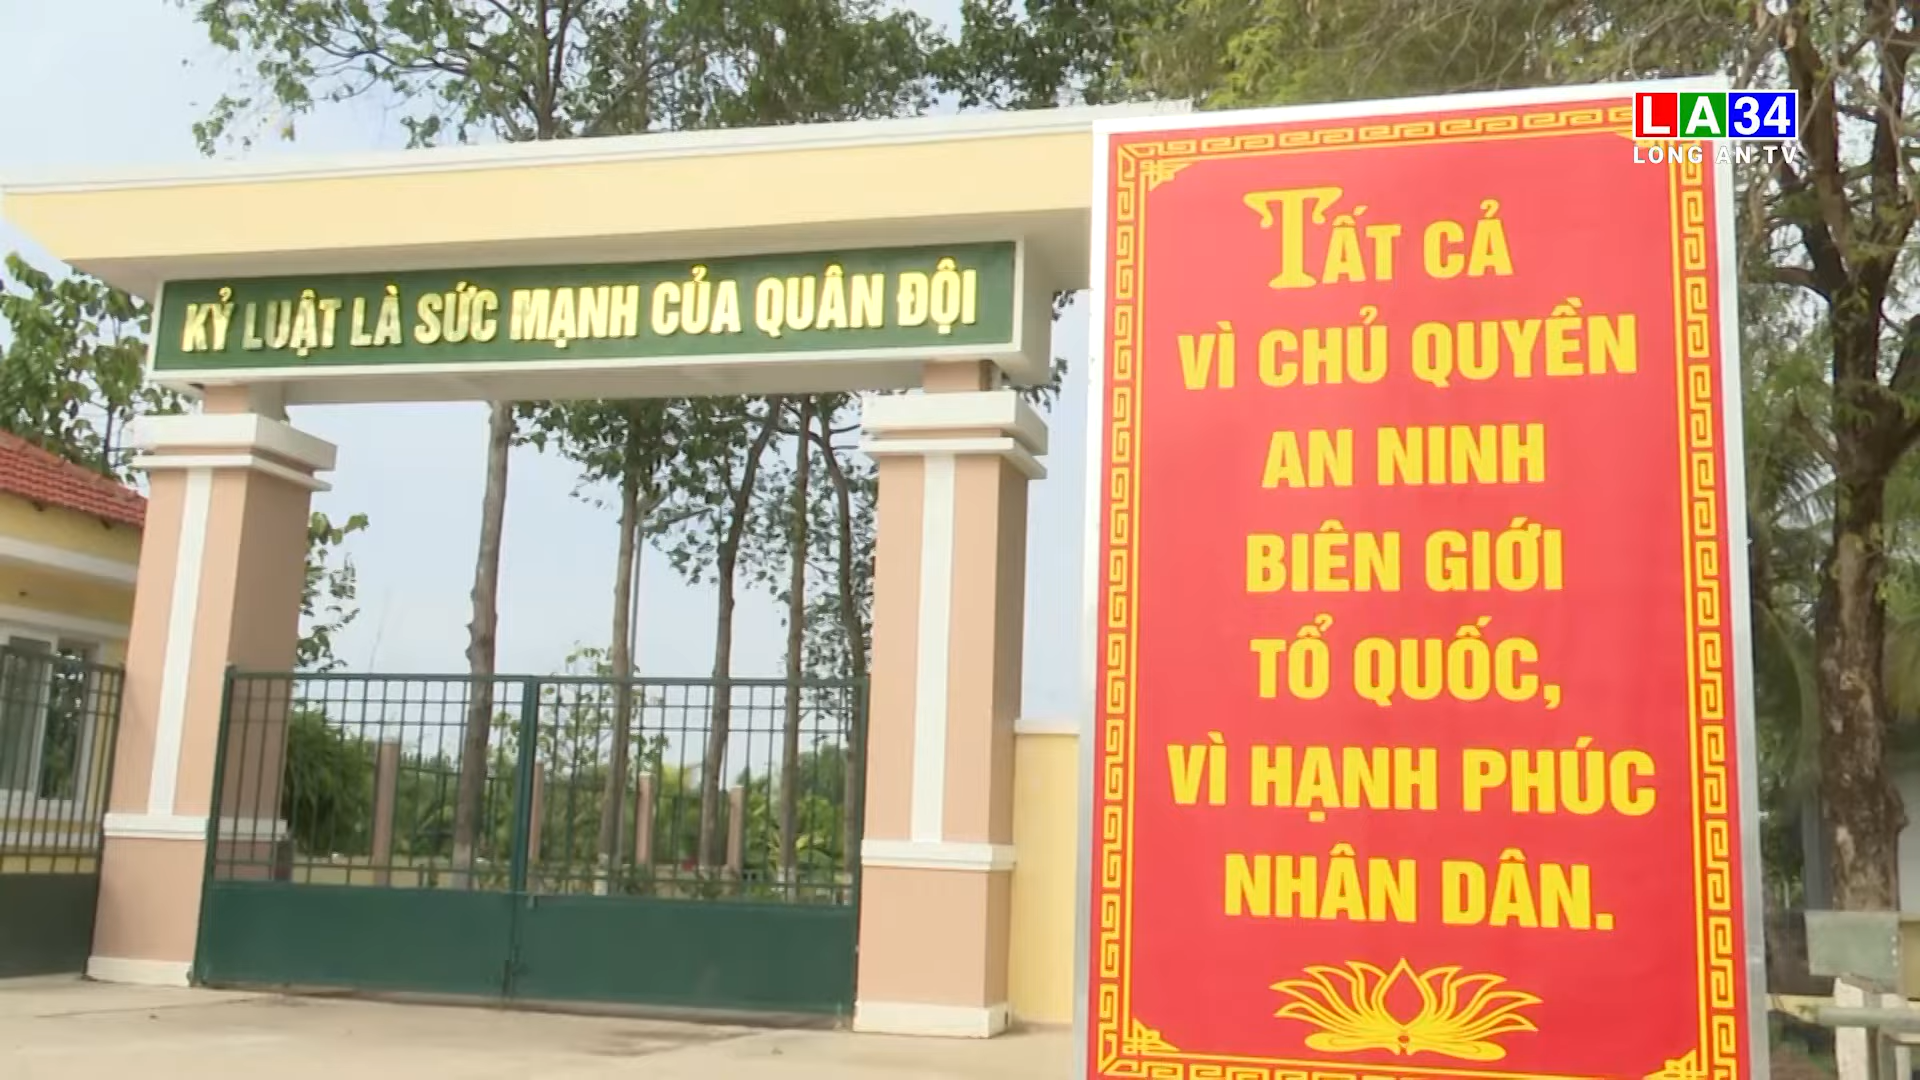 KỶ LUẬT LÀ SỨC MẠNH CỦA QUÂN ĐỘI
TẤT CẢ
VÌ CHỦ QUYỀN
AN NINH
BIÊN GIỚI
TỔ QUỐC,
VÌ HẠNH PHÚC
NHÂN DÂN.
LA34
LONG AN TV